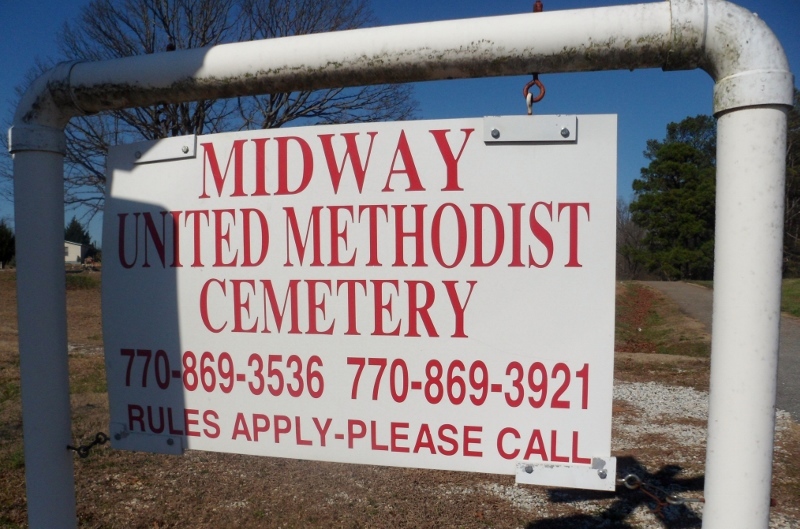 MIDWAY
UNITED METHODIST
CEMETERY
770-869-3536 770-869-3921
RULES APPLY-PLEASE CALL